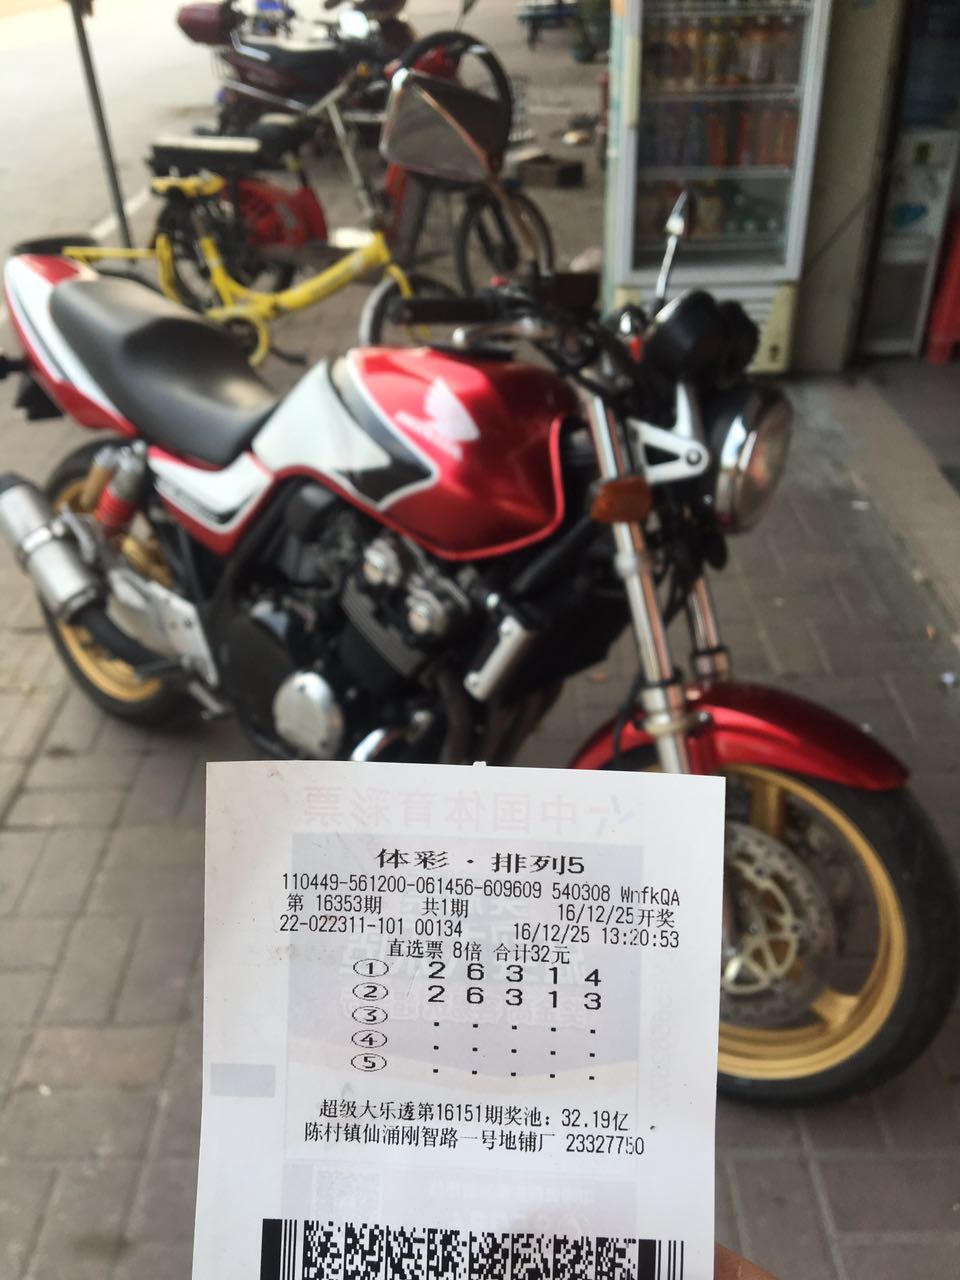 体彩·排列5
110449-561200-061456-609609 540308 WnfkQA
第 16353期 共1期 16/12/25开奖
22-022311-101 00134 16/12/25 13:20:53
直选票 8倍 合计32元
① 2 6 3 1 4
② 2 6 3 1 3
③ . . . . .
④ . . . . .
⑤ . . . . .
超级大乐透第16151期奖池：32.19亿
陈村镇仙涌刚智路一号地铺厂 23327750
中国体育彩票